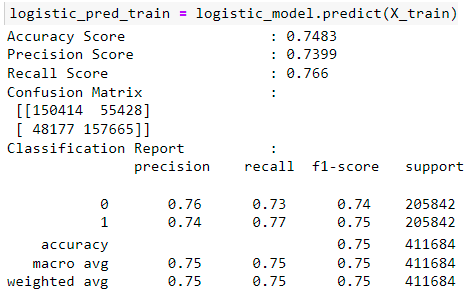 logistic_pred_train = logistic_model.predict(X_train)
Accuracy Score : 0.7483
Precision Score : 0.7399
Recall Score : 0.766
Confusion Matrix :
[[150414 55428]
[ 48177 157665]]
Classification Report :
precision recall f1-score support
0 0.76 0.73 0.74 205842
1 0.74 0.77 0.75 205842
accuracy 0.75 411684
macro avg 0.75 0.75 0.75 411684
weighted avg 0.75 0.75 0.75 411684